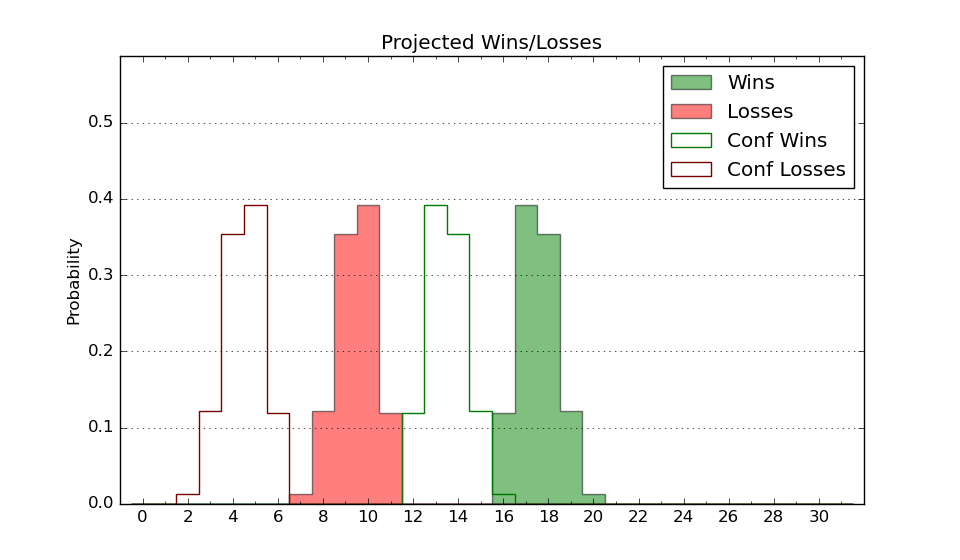 Projected Wins/Losses
Wins
Losses
Conf Wins
Conf Losses
Probability
0.5
0.4
0.3
0.2
0.1
0.0
0 2 4 6 8 10 12 14 16 18 20 22 24 26 28 30